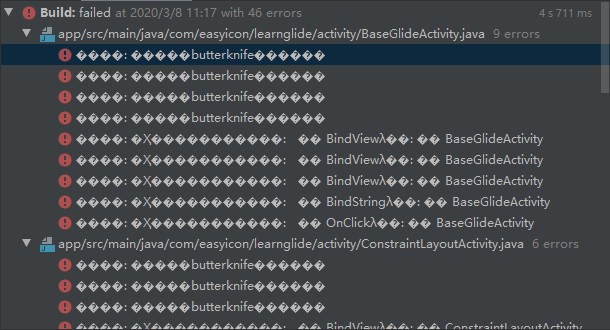 Build: failed at 2020/3/8 11:17 with 46 errors 4 s 711 ms
app/src/main/java/com/easyicon/learnglide/activity/BaseGlideActivity.java 9 errors
����: �����butterknife������
����: �����butterknife������
����: �����butterknife������
����: �����butterknife������
����: �Ҳ�����������: �� BindViewλ��: �� BaseGlideActivity
����: �Ҳ�����������: �� BindViewλ��: �� BaseGlideActivity
����: �Ҳ�����������: �� BindViewλ��: �� BaseGlideActivity
����: �Ҳ�����������: �� BindStringλ��: �� BaseGlideActivity
����: �Ҳ�����������: �� OnClickλ��: �� BaseGlideActivity
app/src/main/java/com/easyicon/learnglide/activity/ConstraintLayoutActivity.java 6 errors
����: �����butterknife������
����: �����butterknife������
����: �����butterknife������
����: �Ҳ�����������: �� BindViewλ��: �� ConstraintLayoutActivity